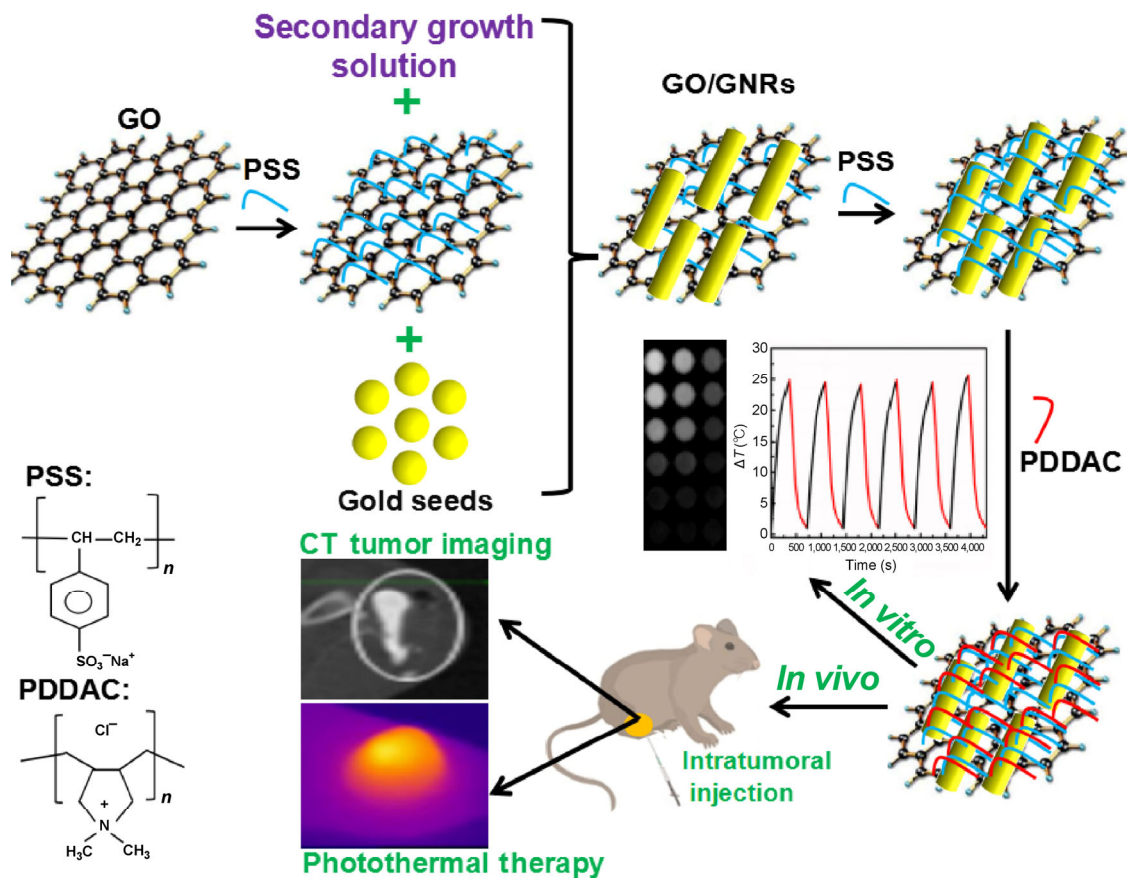 Secondary growth
solution
+
GO
PSS
GO/GNRs
PSS
+
Gold seeds
30
25
20
15
10
5
0
ΔT (°C)
0 500 1,000 1,500 2,000 2,500 3,000 3,500 4,000
Time (s)
PDDAC
PSS:
CH CH₂
n
SO₃⁻Na⁺
PDDAC:
Cl⁻
n
+
N
H₃C CH₃
CT tumor imaging
In vitro
In vivo
Intratumoral
injection
Photothermal therapy